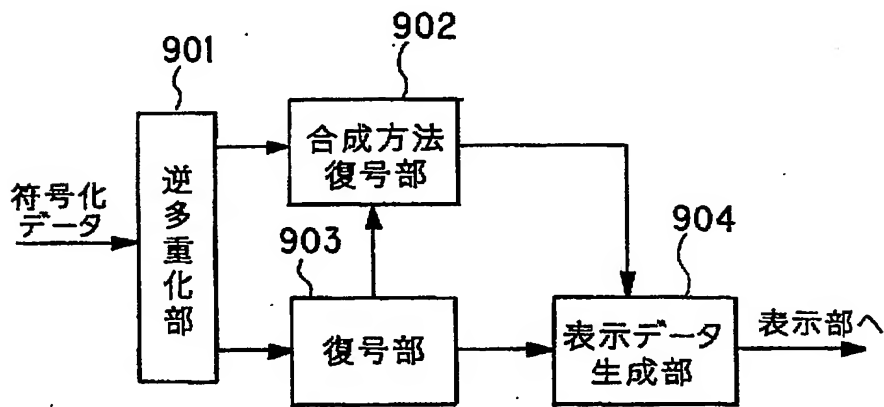 901
902
合成方法
復号部
符号化
データ
逆多重化部
903
復号部
904
表示データ
生成部
表示部へ